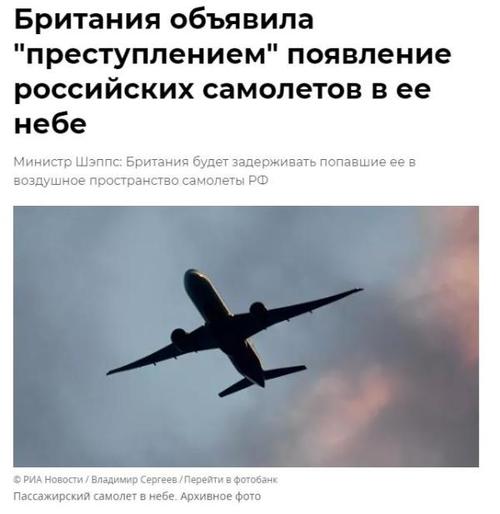 Британия объявила
"преступлением" появление
российских самолетов в ее
небе
Министр Шэппс: Британия будет задерживать попавшие ее в
воздушное пространство самолеты РФ
© РИА Новости / Владимир Сергеев / Перейти в фотобанк
Пассажирский самолет в небе. Архивное фото